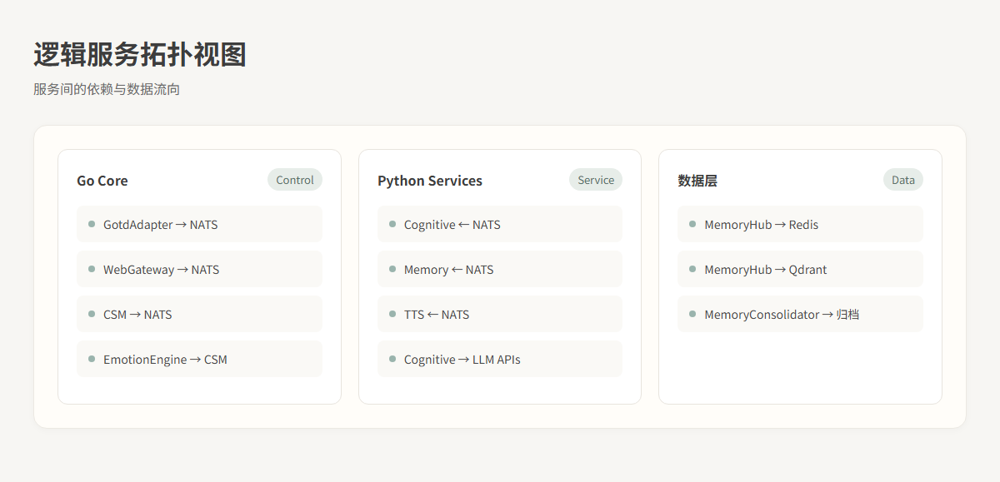 逻辑服务拓扑视图
服务间的依赖与数据流向
Go Core
Control
GotdAdapter → NATS
WebGateway → NATS
CSM → NATS
EmotionEngine → CSM
Python Services
Service
Cognitive ← NATS
Memory ← NATS
TTS ← NATS
Cognitive → LLM APIs
数据层
Data
MemoryHub → Redis
MemoryHub → Qdrant
MemoryConsolidator → 归档